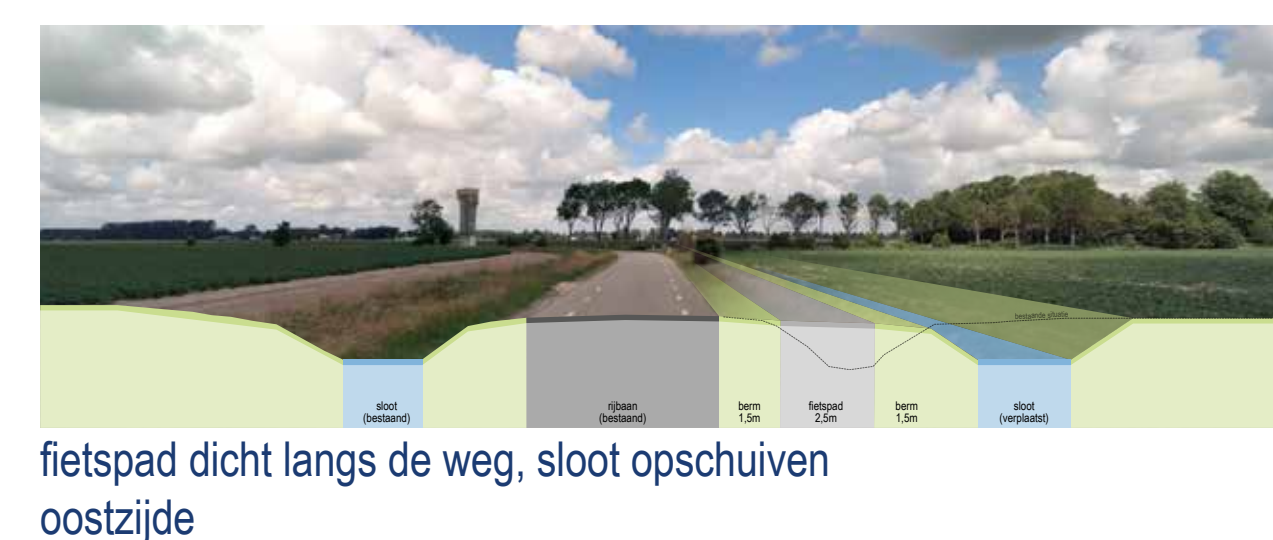 bestaande situatie
sloot
(bestaand)
rijbaan
(bestaand)
berm
1,5m
fietspad
2,5m
berm
1,5m
sloot
(verplaatst)
fietspad dicht langs de weg, sloot opschuiven
oostzijde